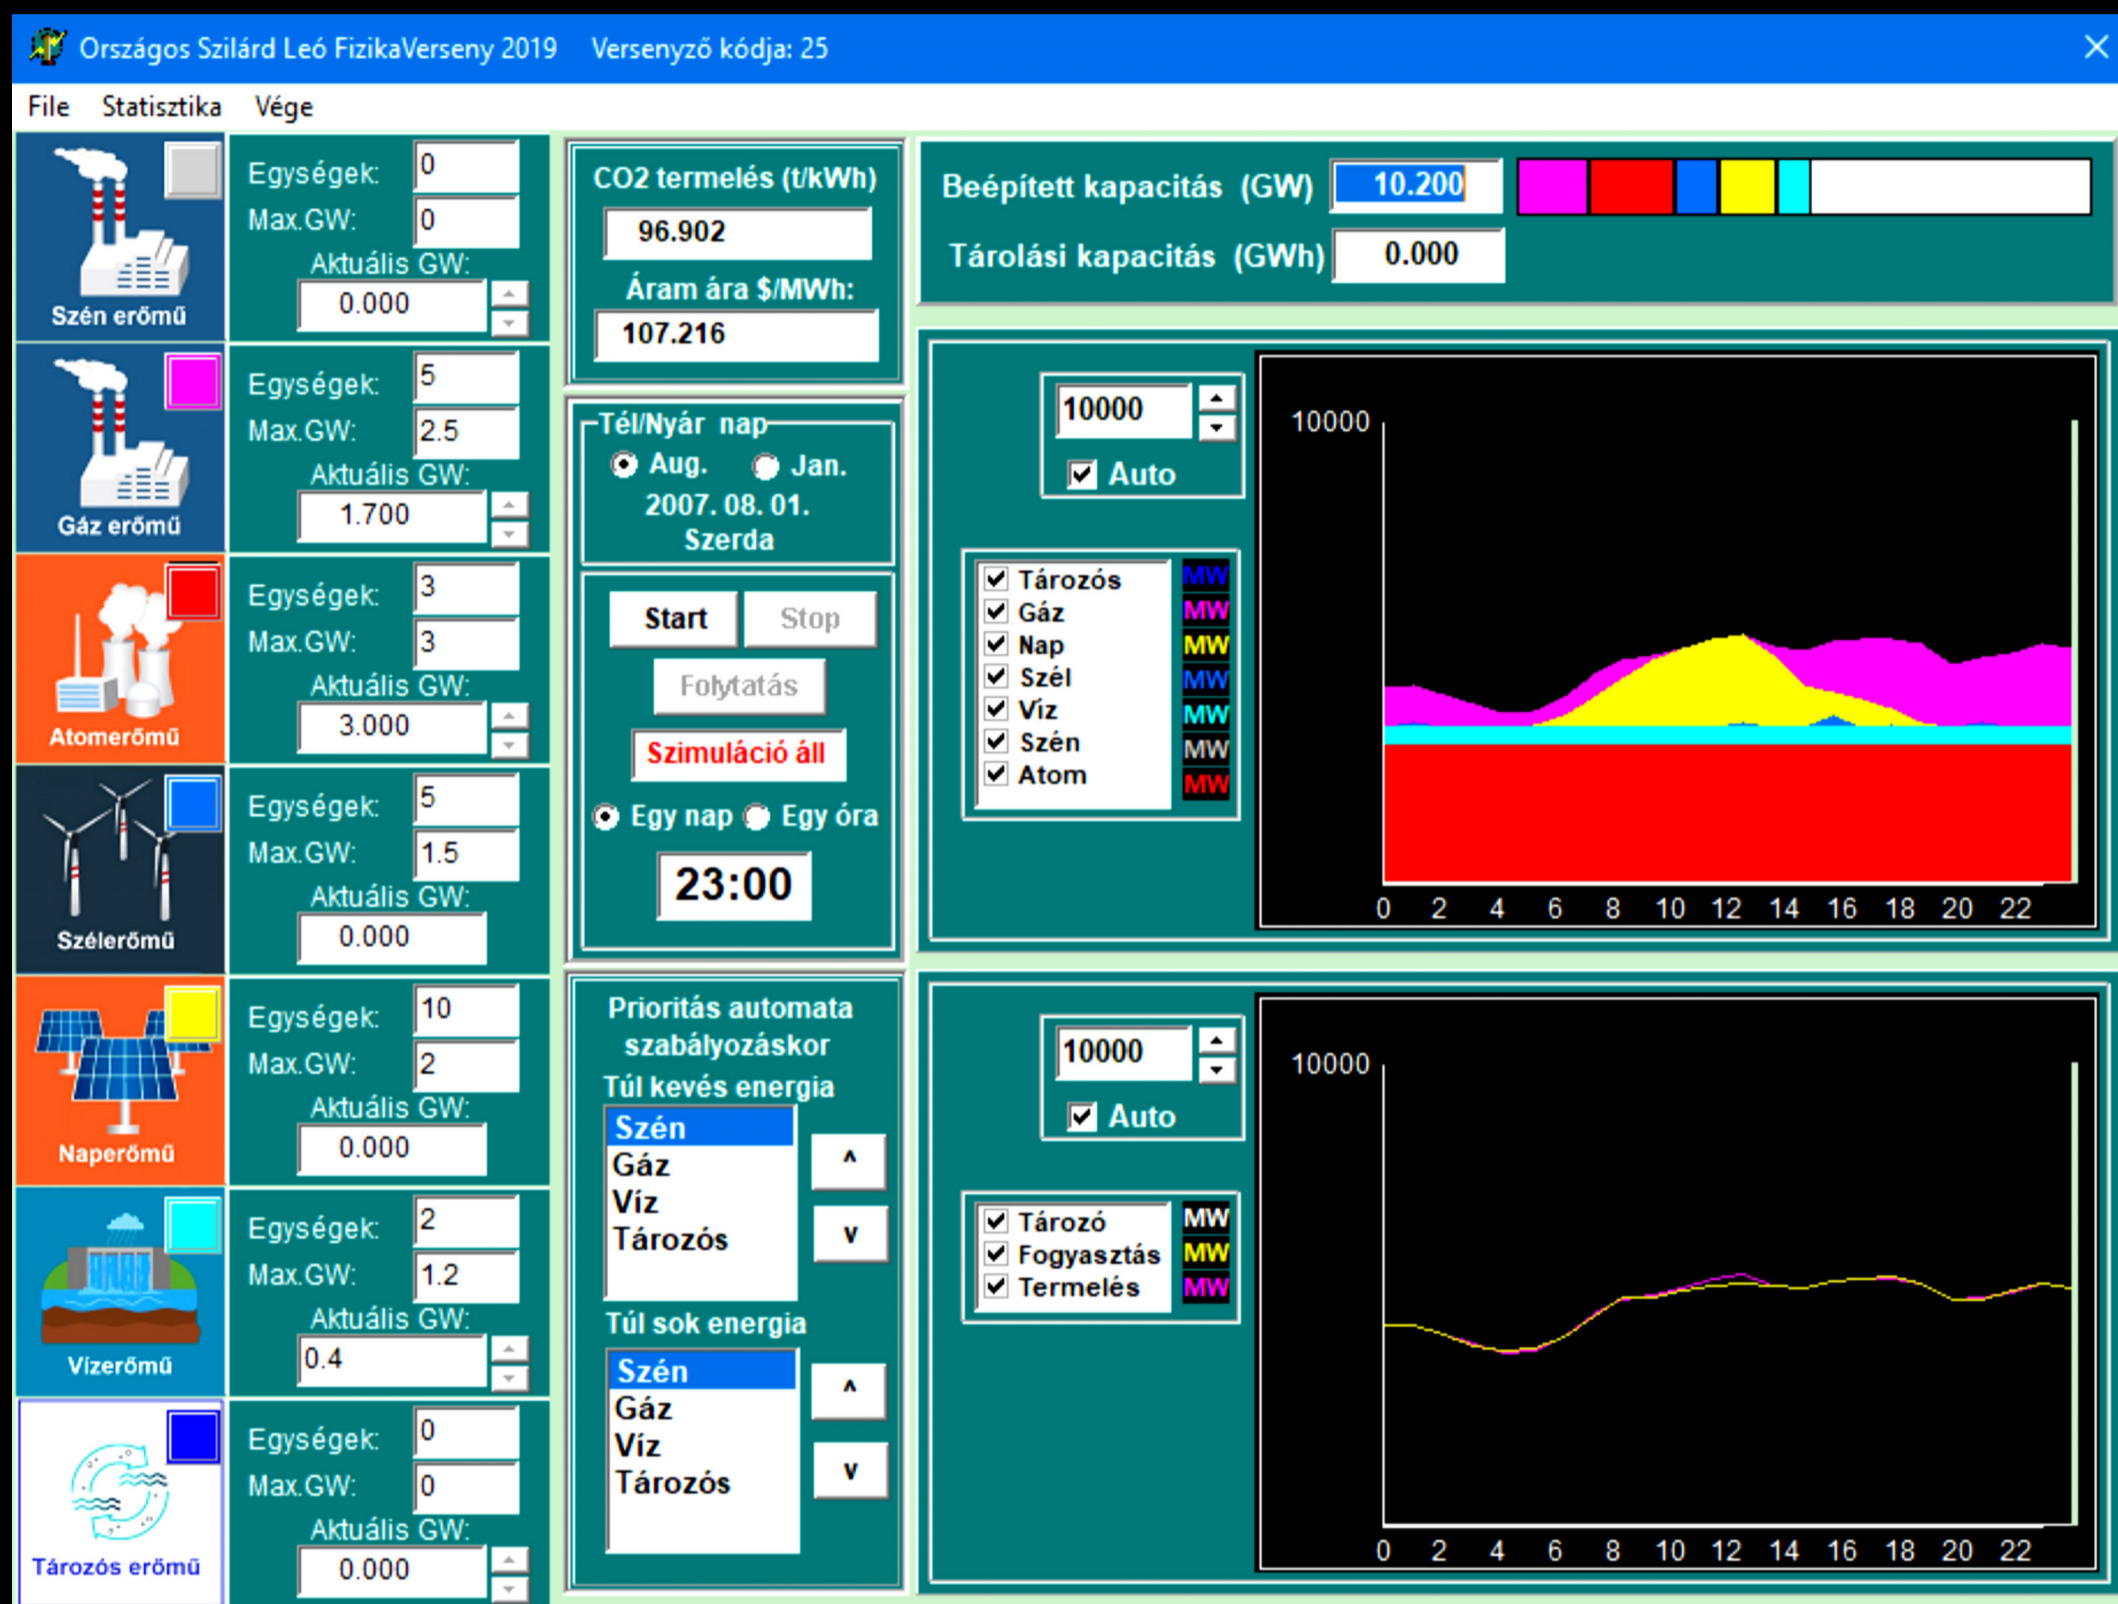 Országos Szilárd Leó FizikaVerseny 2019 Versenyző kódja: 25
File Statisztika Vége
Szén erőmű
Egységek: 0
Max.GW: 0
Aktuális GW:
0.000
Gáz erőmű
Egységek: 5
Max.GW: 2.5
Aktuális GW:
1.700
Atomerőmű
Egységek: 3
Max.GW: 3
Aktuális GW:
3.000
Szélerőmű
Egységek: 5
Max.GW: 1.5
Aktuális GW:
0.000
Naperőmű
Egységek: 10
Max.GW: 2
Aktuális GW:
0.000
Vízerőmű
Egységek: 2
Max.GW: 1.2
Aktuális GW:
0.4
Tározós erőmű
Egységek: 0
Max.GW: 0
Aktuális GW:
0.000
CO2 termelés (t/kWh)
96.902
Áram ára $/MWh:
107.216
Tél/Nyár nap
Aug. Jan.
2007. 08. 01.
Szerda
Start Stop
Folytatás
Szimuláció áll
Egy nap Egy óra
23:00
Prioritás automata
szabályozáskor
Túl kevés energia
Szén
Gáz
Víz
Tározós
^
v
Túl sok energia
Szén
Gáz
Víz
Tározós
^
v
Beépített kapacitás (GW) 10.200
Tárolási kapacitás (GWh) 0.000
10000
Auto
Tározós MW
Gáz MW
Nap MW
Szél MW
Víz MW
Szén MW
Atom MW
10000
0 2 4 6 8 10 12 14 16 18 20 22
10000
Auto
Tározó MW
Fogyasztás MW
Termelés MW
10000
0 2 4 6 8 10 12 14 16 18 20 22